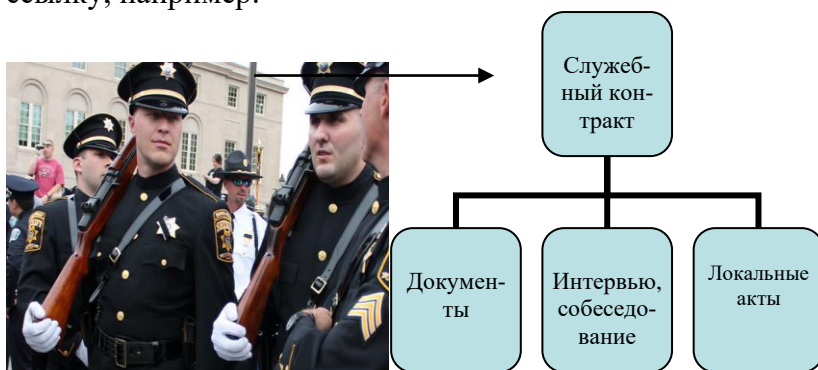 ссылку, например:
Служеб-
ный кон-
тракт
Докумен-
ты
Интервью,
собеседо-
вание
Локальные
акты